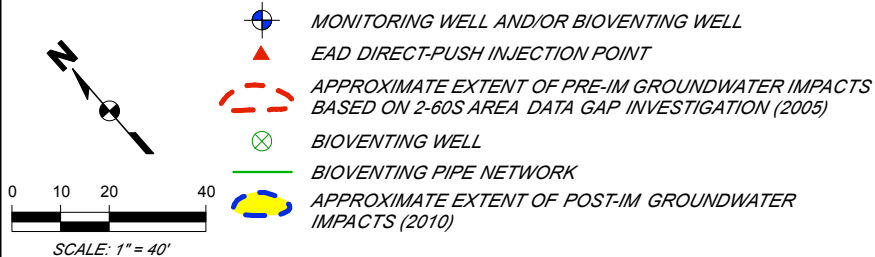 MONITORING WELL AND/OR BIOVENTING WELL
N
EAD DIRECT-PUSH INJECTION POINT
APPROXIMATE EXTENT OF PRE-IM GROUNDWATER IMPACTS
BASED ON 2-60S AREA DATA GAP INVESTIGATION (2005)
BIOVENTING WELL
BIOVENTING PIPE NETWORK
0 10 20 40
APPROXIMATE EXTENT OF POST-IM GROUNDWATER
IMPACTS (2010)
SCALE: 1" = 40'